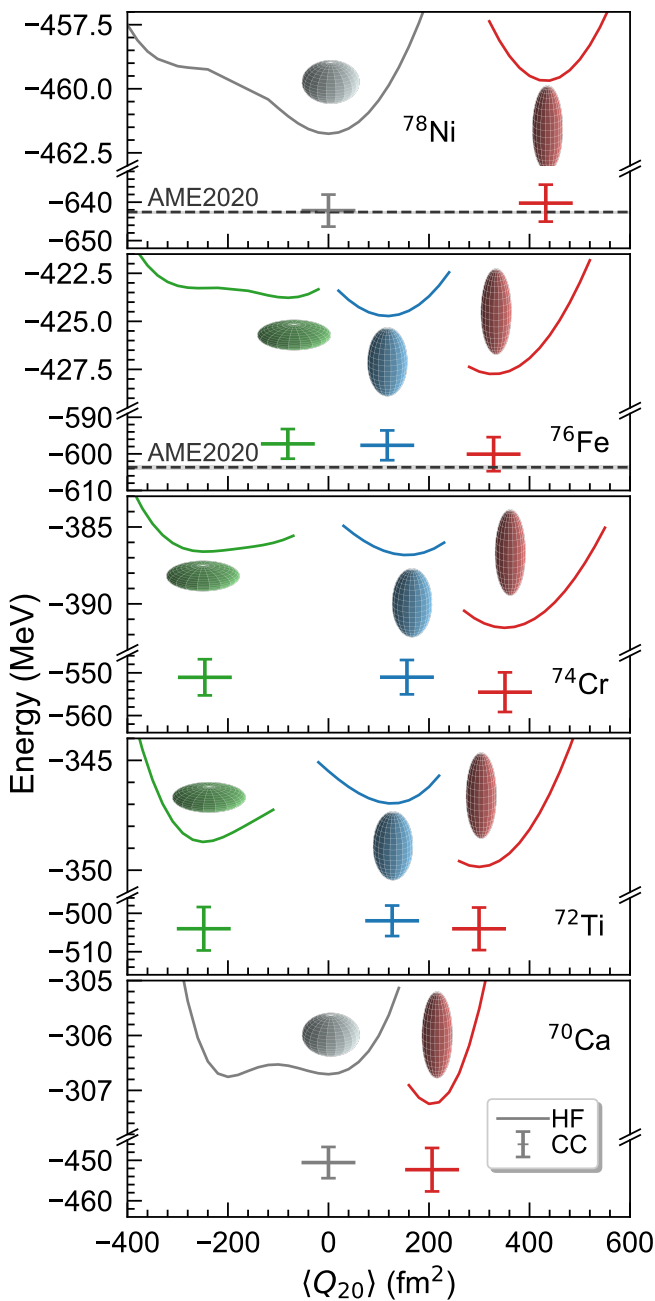 −457.5
−460.0
⁷⁸Ni
−462.5
AME2020
−640
−650
−422.5
−425.0
−427.5
−590
⁷⁶Fe
AME2020
−600
−610
−385
−390
−550
⁷⁴Cr
−560
−345
−350
−500
⁷²Ti
−510
−305
⁷⁰Ca
−306
−307
HF
CC
−450
−460
−400 −200 0 200 400 600
⟨Q₂₀⟩ (fm²)
Energy (MeV)